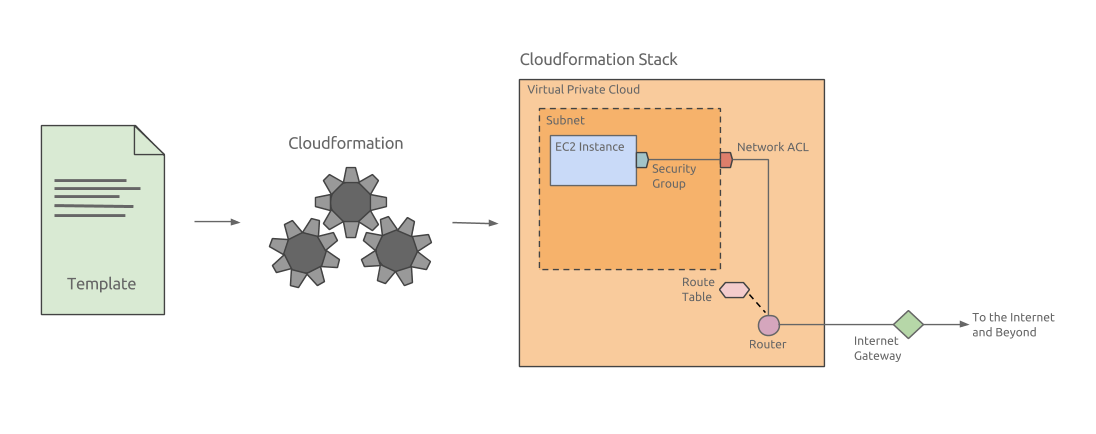 Cloudformation Stack
Virtual Private Cloud
Subnet
EC2 Instance
Network ACL
Security
Group
Cloudformation
Template
Route
Table
Router
Internet
Gateway
To the Internet
and Beyond